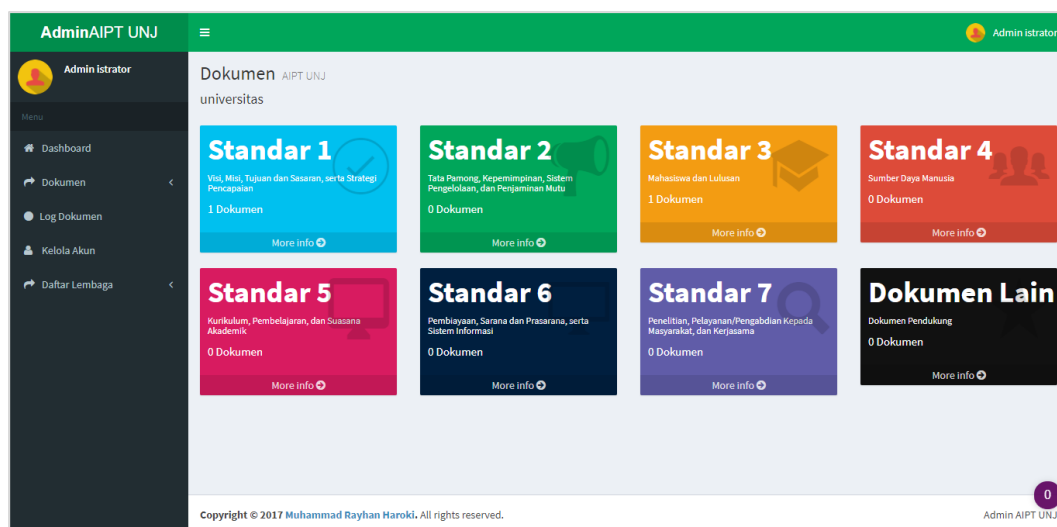 AdminAIPT UNJ
Admin istrator
Admin istrator
Menu
Dashboard
Dokumen
Log Dokumen
Kelola Akun
Daftar Lembaga
Dokumen AIPT UNJ
universitas
Standar 1
Visi, Misi, Tujuan dan Sasaran, serta Strategi
Pencapaian
1 Dokumen
More info
Standar 2
Tata Pamong, Kepemimpinan, Sistem
Pengelolaan, dan Penjaminan Mutu
0 Dokumen
More info
Standar 3
Mahasiswa dan Lulusan
1 Dokumen
More info
Standar 4
Sumber Daya Manusia
0 Dokumen
More info
Standar 5
Kurikulum, Pembelajaran, dan Suasana
Akademik
0 Dokumen
More info
Standar 6
Pembiayaan, Sarana dan Prasarana, serta
Sistem Informasi
0 Dokumen
More info
Standar 7
Penelitian, Pelayanan/Pengabdian Kepada
Masyarakat, dan Kerjasama
0 Dokumen
More info
Dokumen Lain
Dokumen Pendukung
0 Dokumen
More info
0
Copyright © 2017 Muhammad Rayhan Haroki. All rights reserved.
Admin AIPT UNJ